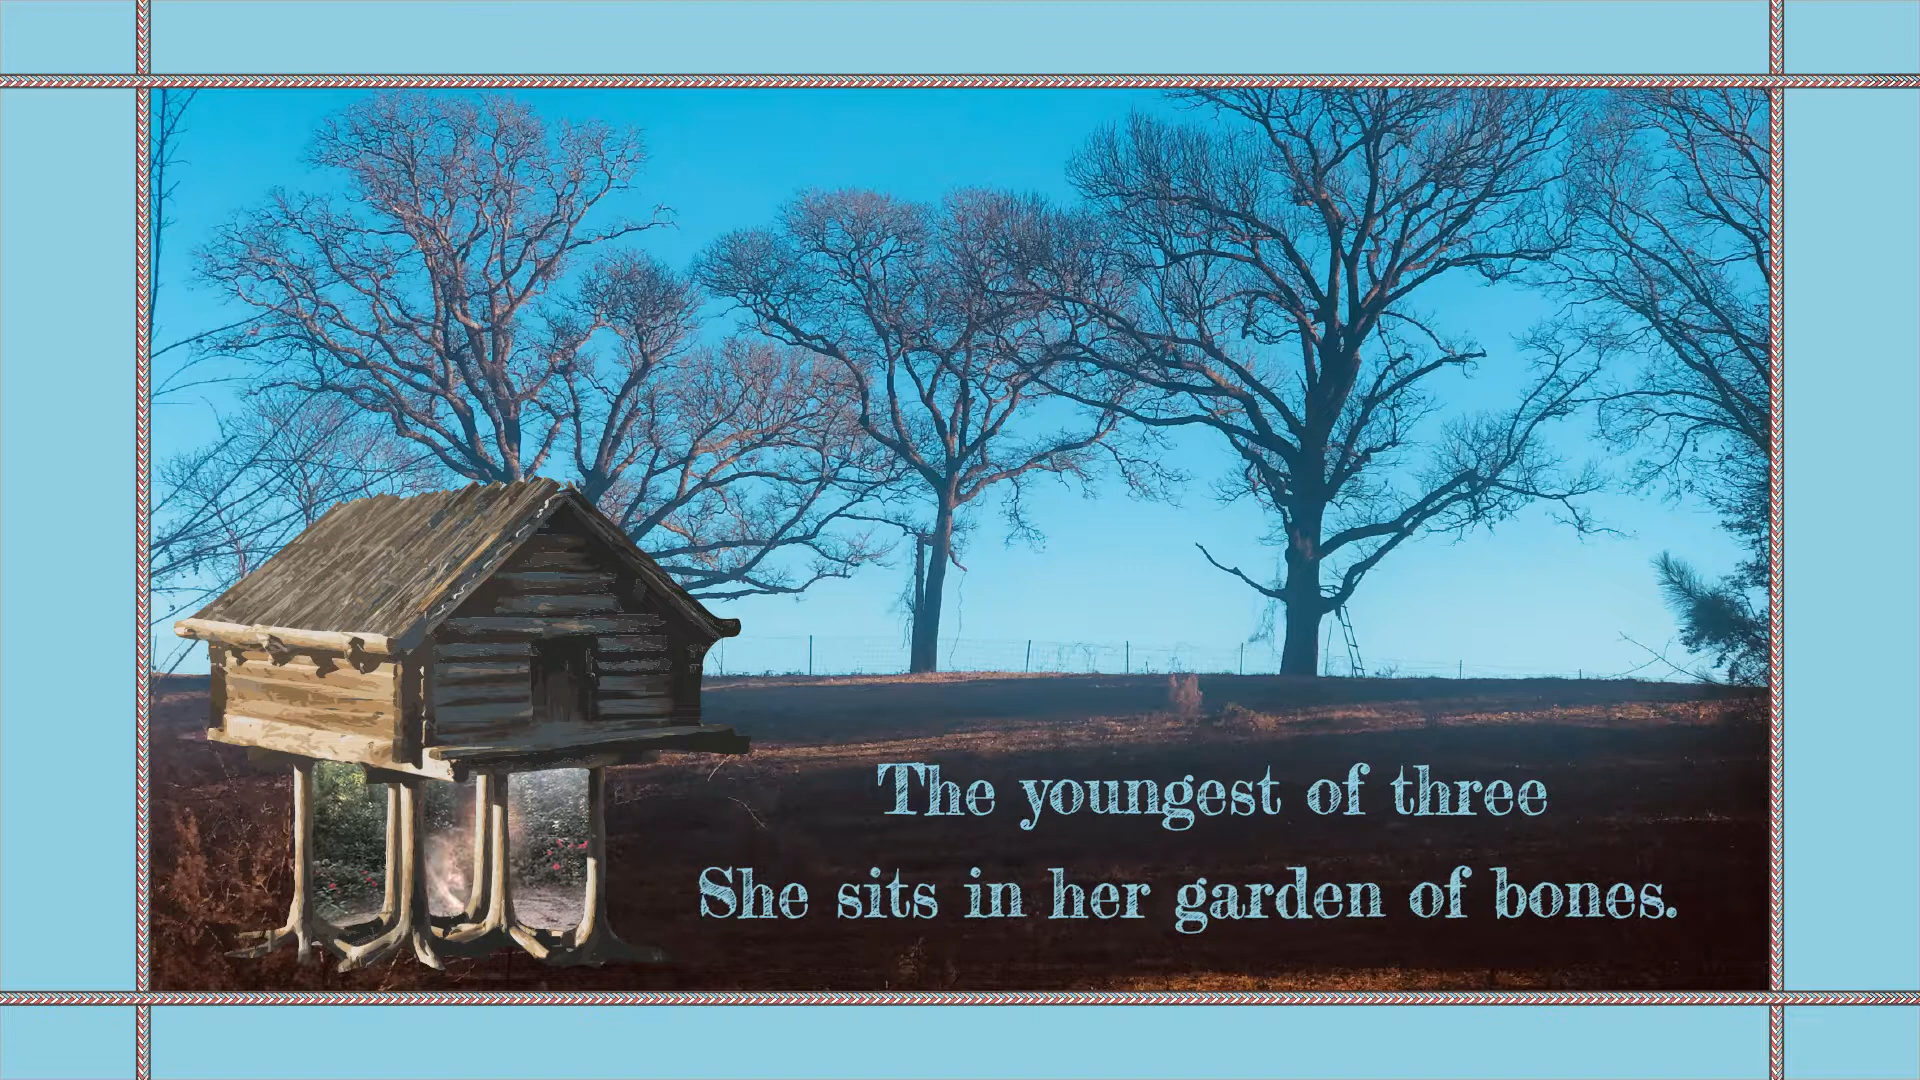 The youngest of three
She sits in her garden of bones.